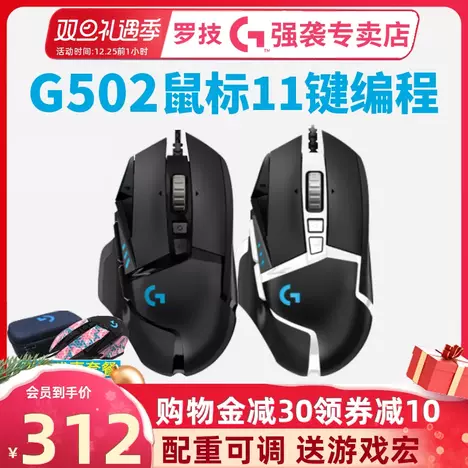 双旦礼遇季
活动时间:12.25前1小时
罗技 G 强袭专卖店
G502鼠标11键编程
会员到手价
¥312
购物金减30领券减10
配重可调 送游戏宏